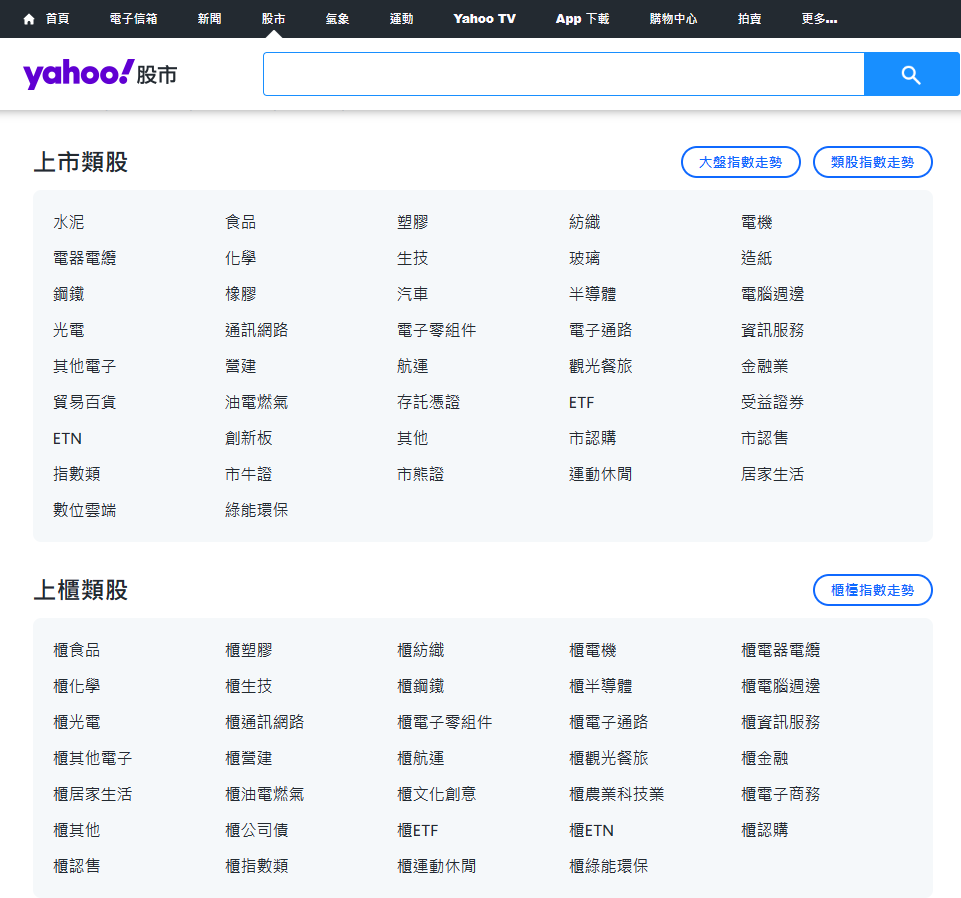 首頁 電子信箱 新聞 股市 氣象 運動 Yahoo TV App 下載 購物中心 拍賣 更多...
yahoo! 股市
上市類股 大盤指數走勢 類股指數走勢
水泥 食品 塑膠 紡織 電機
電器電纜 化學 生技 玻璃 造紙
鋼鐵 橡膠 汽車 半導體 電腦週邊
光電 通訊網路 電子零組件 電子通路 資訊服務
其他電子 營建 航運 觀光餐旅 金融業
貿易百貨 油電燃氣 存託憑證 ETF 受益證券
ETN 創新板 其他 市認購 市認售
指數類 市牛證 市熊證 運動休閒 居家生活
數位雲端 綠能環保
上櫃類股 櫃檯指數走勢
櫃食品 櫃塑膠 櫃紡織 櫃電機 櫃電器電纜
櫃化學 櫃生技 櫃鋼鐵 櫃半導體 櫃電腦週邊
櫃光電 櫃通訊網路 櫃電子零組件 櫃電子通路 櫃資訊服務
櫃其他電子 櫃營建 櫃航運 櫃觀光餐旅 櫃金融
櫃居家生活 櫃油電燃氣 櫃文化創意 櫃農業科技業 櫃電子商務
櫃其他 櫃公司債 櫃ETF 櫃ETN 櫃認購
櫃認售 櫃指數類 櫃運動休閒 櫃綠能環保